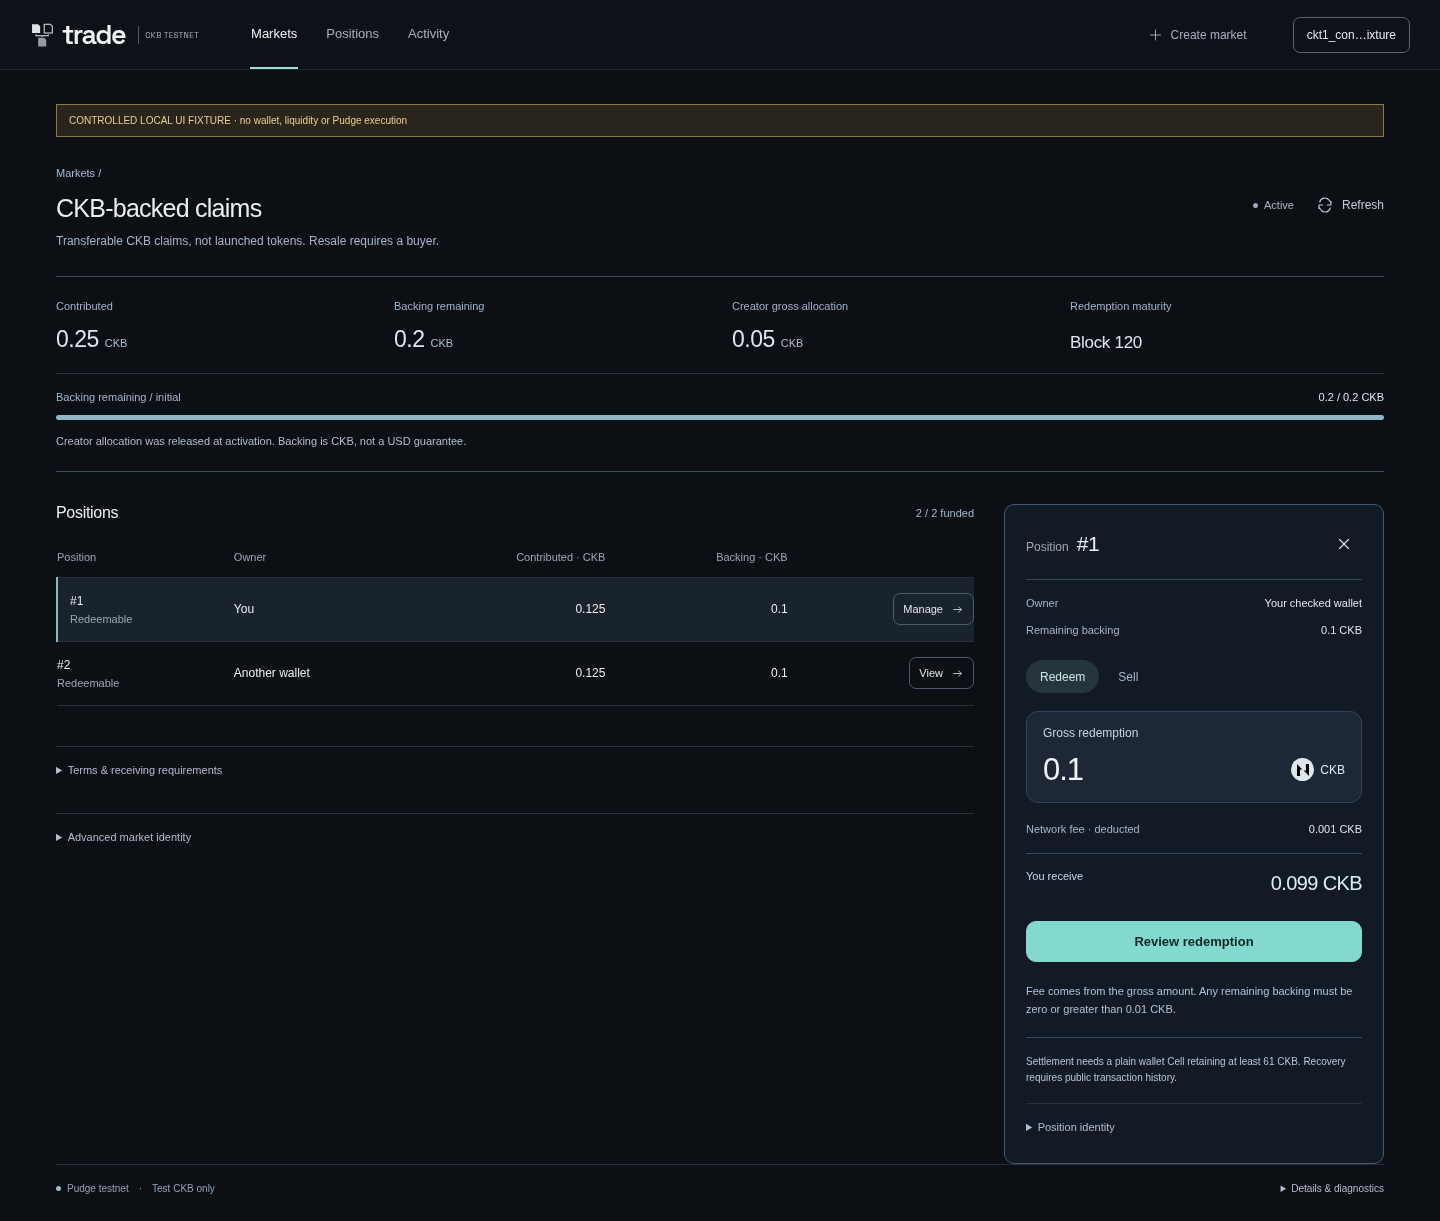 trade
CKB TESTNET
Markets
Positions
Activity
Create market
ckt1_con…ixture
CONTROLLED LOCAL UI FIXTURE · no wallet, liquidity or Pudge execution
Markets /
CKB-backed claims
Active
Refresh
Transferable CKB claims, not launched tokens. Resale requires a buyer.
Contributed
Backing remaining
Creator gross allocation
Redemption maturity
0.25 CKB
0.2 CKB
0.05 CKB
Block 120
Backing remaining / initial
0.2 / 0.2 CKB
Creator allocation was released at activation. Backing is CKB, not a USD guarantee.
Positions
2 / 2 funded
Position
Owner
Contributed · CKB
Backing · CKB
#1
Redeemable
You
0.125
0.1
Manage
#2
Redeemable
Another wallet
0.125
0.1
View
Terms & receiving requirements
Advanced market identity
Position #1
Owner
Your checked wallet
Remaining backing
0.1 CKB
Redeem
Sell
Gross redemption
0.1
CKB
Network fee · deducted
0.001 CKB
You receive
0.099 CKB
Review redemption
Fee comes from the gross amount. Any remaining backing must be
zero or greater than 0.01 CKB.
Settlement needs a plain wallet Cell retaining at least 61 CKB. Recovery
requires public transaction history.
Position identity
Pudge testnet · Test CKB only
Details & diagnostics